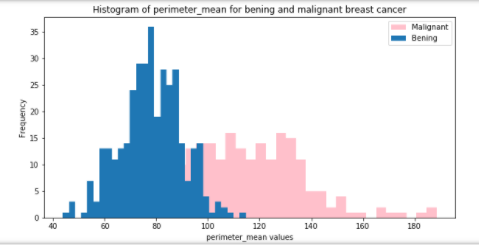 Histogram of perimeter_mean for bening and malignant breast cancer
Malignant
Bening
Frequency
35
30
25
20
15
10
5
0
40 60 80 100 120 140 160 180
perimeter_mean values